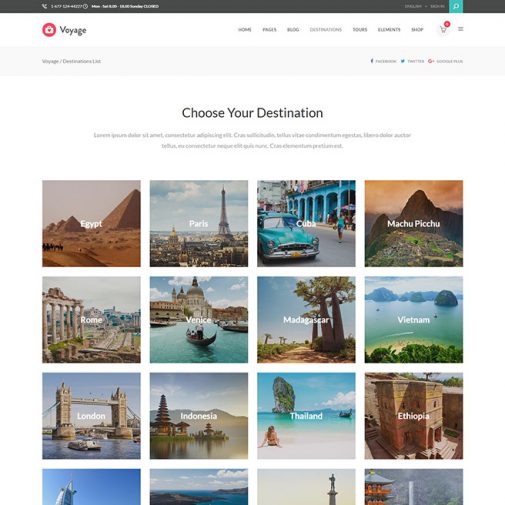 1-677-124-44227 Mon - Sat 8.00 - 18.00 Sunday CLOSED ENGLISH SIGN IN
Voyage HOME PAGES BLOG DESTINATIONS TOURS ELEMENTS SHOP 0
Voyage / Destinations List FACEBOOK TWITTER GOOGLE PLUS
Choose Your Destination
Lorem ipsum dolor sit amet, consectetur adipiscing elit. Cras sollicitudin, tellus vitae condimentum egestas, libero dolor auctor
tellus, eu consectetur neque elit quis nunc. Cras elementum pretium est.
Egypt Paris Cuba Machu Picchu
Rome Venice Madagascar Vietnam
London Indonesia Thailand Ethiopia